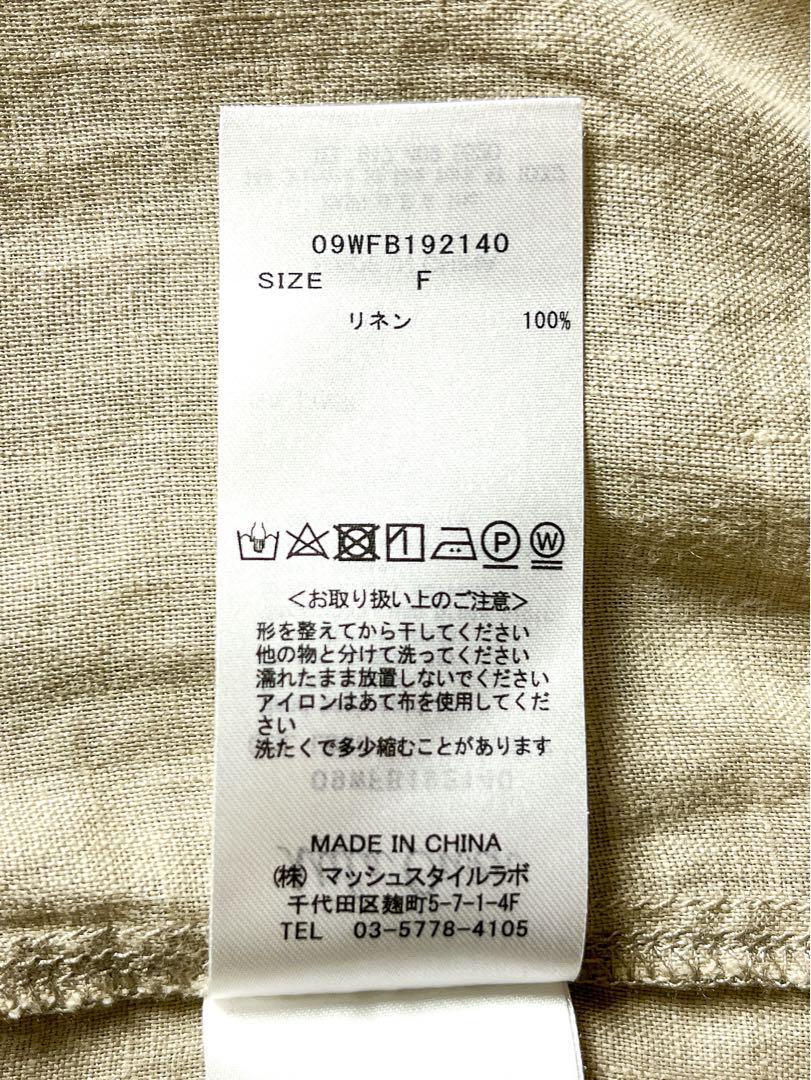 09WFB192140
SIZE F
リネン 100%
P W
<お取り扱い上のご注意>
形を整えてから干してください
他の物と分けて洗ってください
濡れたまま放置しないでください
アイロンはあて布を使用してくだ
さい
洗たくで多少縮むことがあります
MADE IN CHINA
(株) マッシュスタイルラボ
千代田区麹町5-7-1-4F
TEL 03-5778-4105